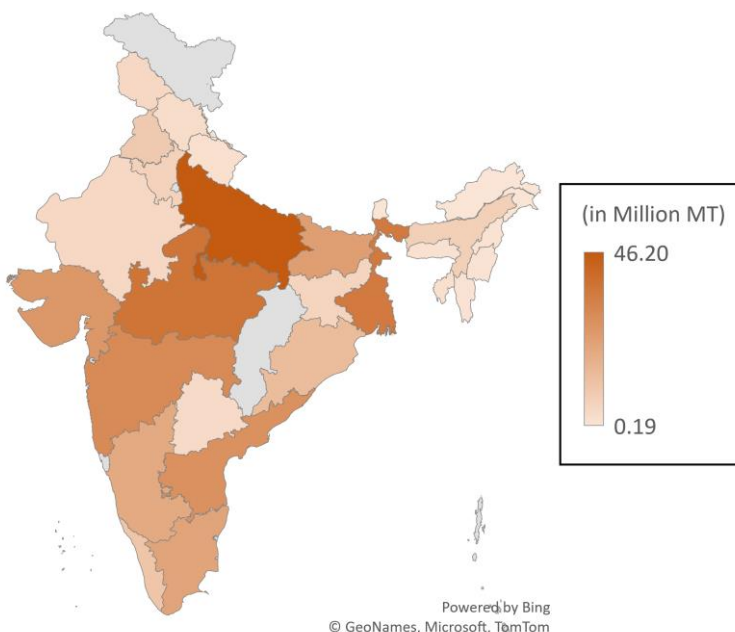 (in Million MT)
46.20
0.19
Powered by Bing
© GeoNames, Microsoft, TomTom